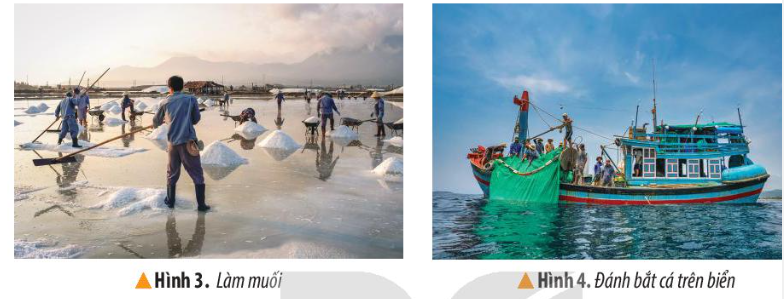 ▲ Hình 3. Làm muối
▲ Hình 4. Đánh bắt cá trên biển